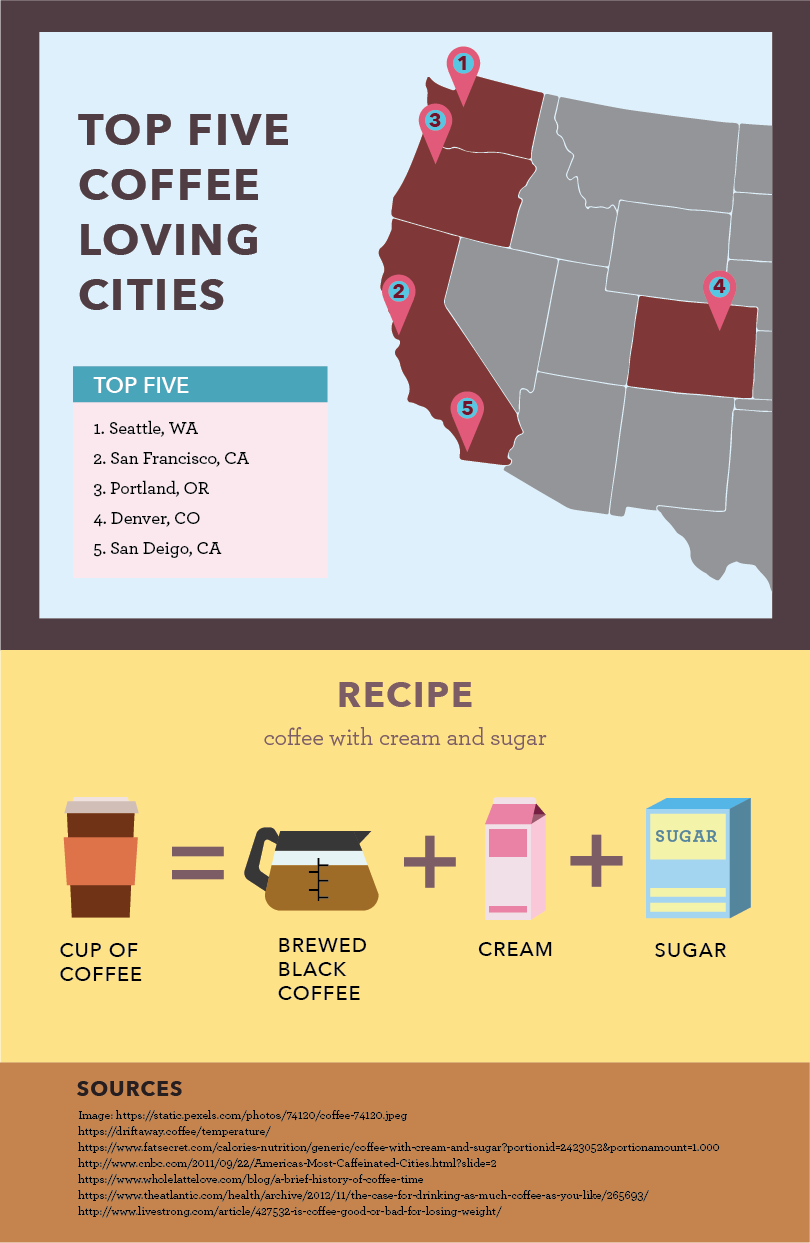 TOP FIVE
COFFEE
LOVING
CITIES
TOP FIVE
1. Seattle, WA
2. San Francisco, CA
3. Portland, OR
4. Denver, CO
5. San Deigo, CA
1
3
2
4
5
RECIPE
coffee with cream and sugar
SUGAR
CUP OF
COFFEE
BREWED
BLACK
COFFEE
CREAM
SUGAR
SOURCES
Image: https://static.pexels.com/photos/74120/coffee-74120.jpeg
https://driftaway.coffee/temperature/
https://www.fatsecret.com/calories-nutrition/generic/coffee-with-cream-and-sugar?portionid=2423052&portionamount=1.000
http://www.cnbc.com/2011/09/22/Americas-Most-Caffeinated-Cities.html?slide=2
https://www.wholelattelove.com/blog/a-brief-history-of-coffee-time
https://www.theatlantic.com/health/archive/2012/11/the-case-for-drinking-as-much-coffee-as-you-like/265693/
http://www.livestrong.com/article/427532-is-coffee-good-or-bad-for-losing-weight/